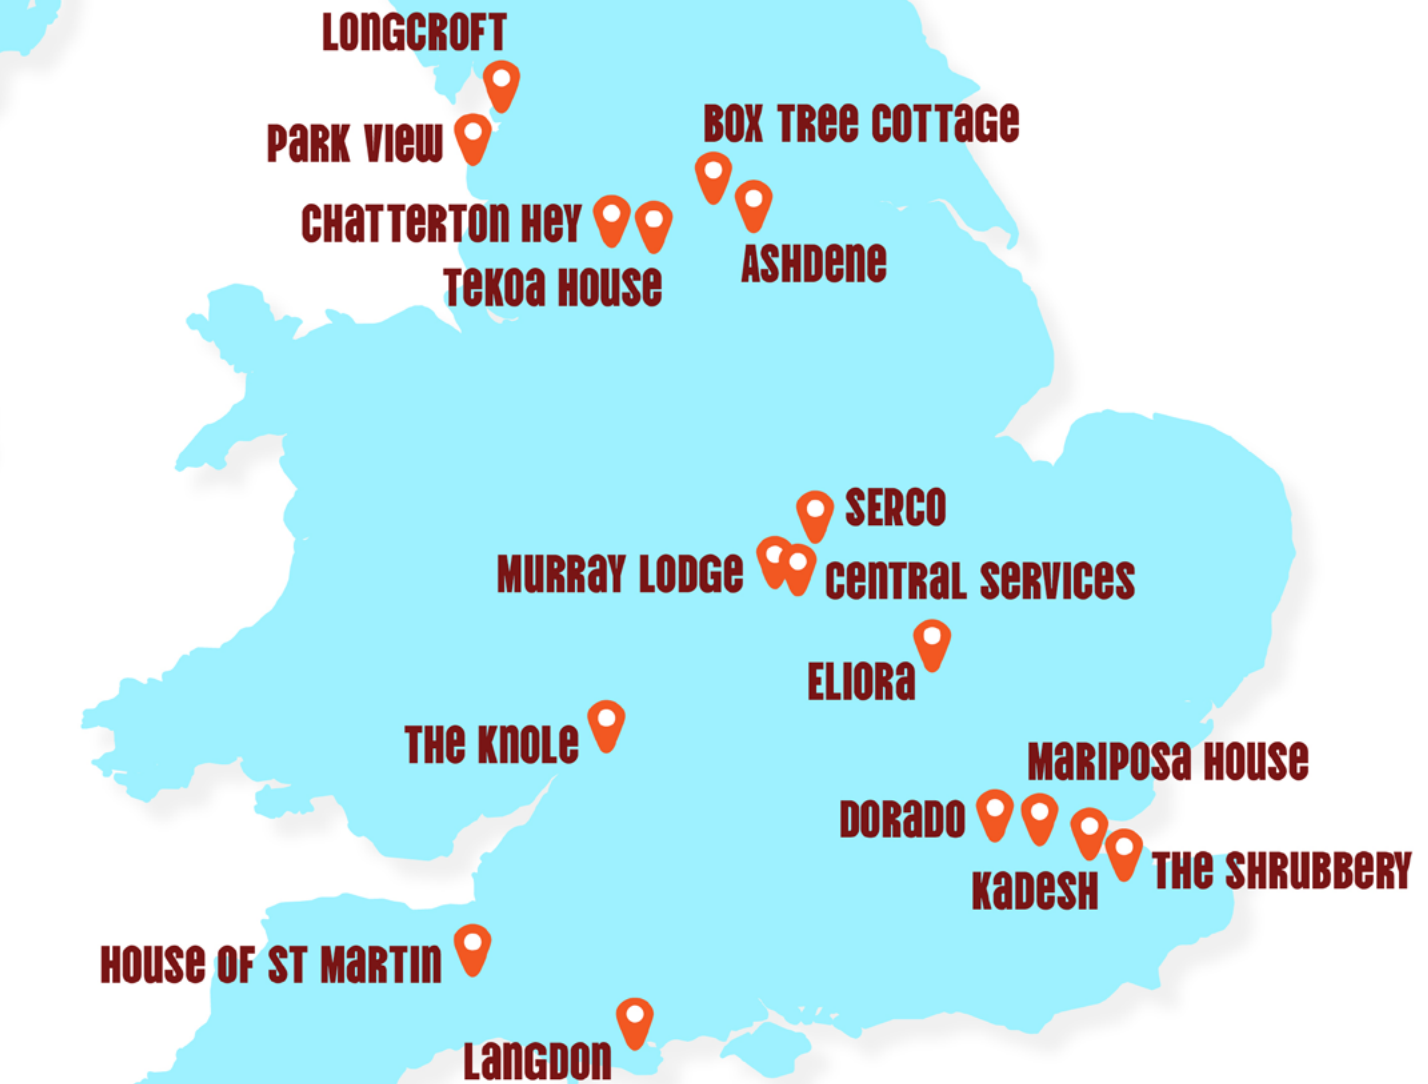 LONGCROFT
PARK VIEW
BOX TREE COTTAGE
CHATTERTON HEY
ASHDENE
TEKOA HOUSE
SERCO
MURRAY LODGE
CENTRAL SERVICES
ELIORA
THE KNOLE
MARIPOSA HOUSE
DORADO
THE SHRUBBERY
KADESH
HOUSE OF ST MARTIN
LANGDON